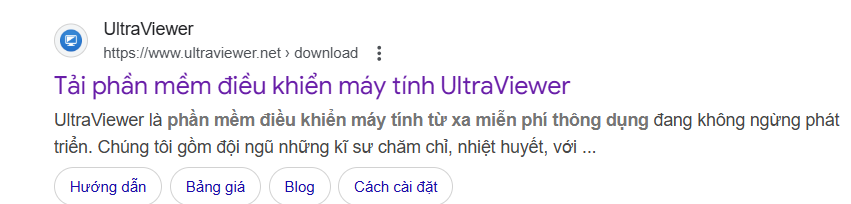 UltraViewer
https://www.ultraviewer.net › download
Tải phần mềm điều khiển máy tính UltraViewer
UltraViewer là phần mềm điều khiển máy tính từ xa miễn phí thông dụng đang không ngừng phát
triển. Chúng tôi gồm đội ngũ những kĩ sư chăm chỉ, nhiệt huyết, với ...
Hướng dẫn Bảng giá Blog Cách cài đặt